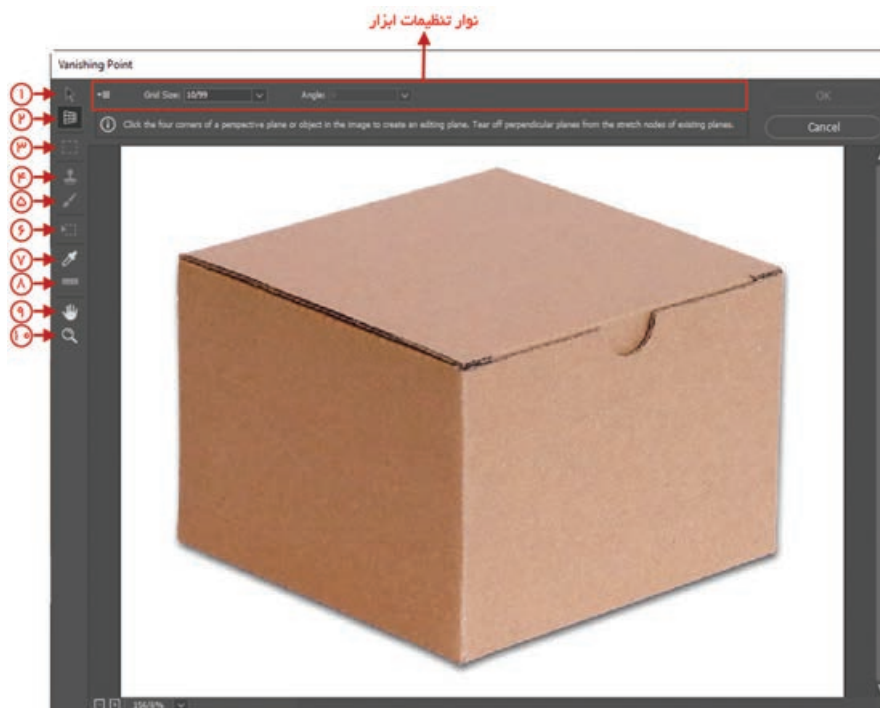 نوار تنظیمات ابزار
Vanishing Point
۱
۲
۳
۴
۵
۶
۷
۸
۹
۱۰
Grid Size: 10/99
Angle:
OK
Click the four corners of a perspective plane or object in the image to create an editing plane. Tear off perpendicular planes from the stretch nodes of existing planes.
Cancel